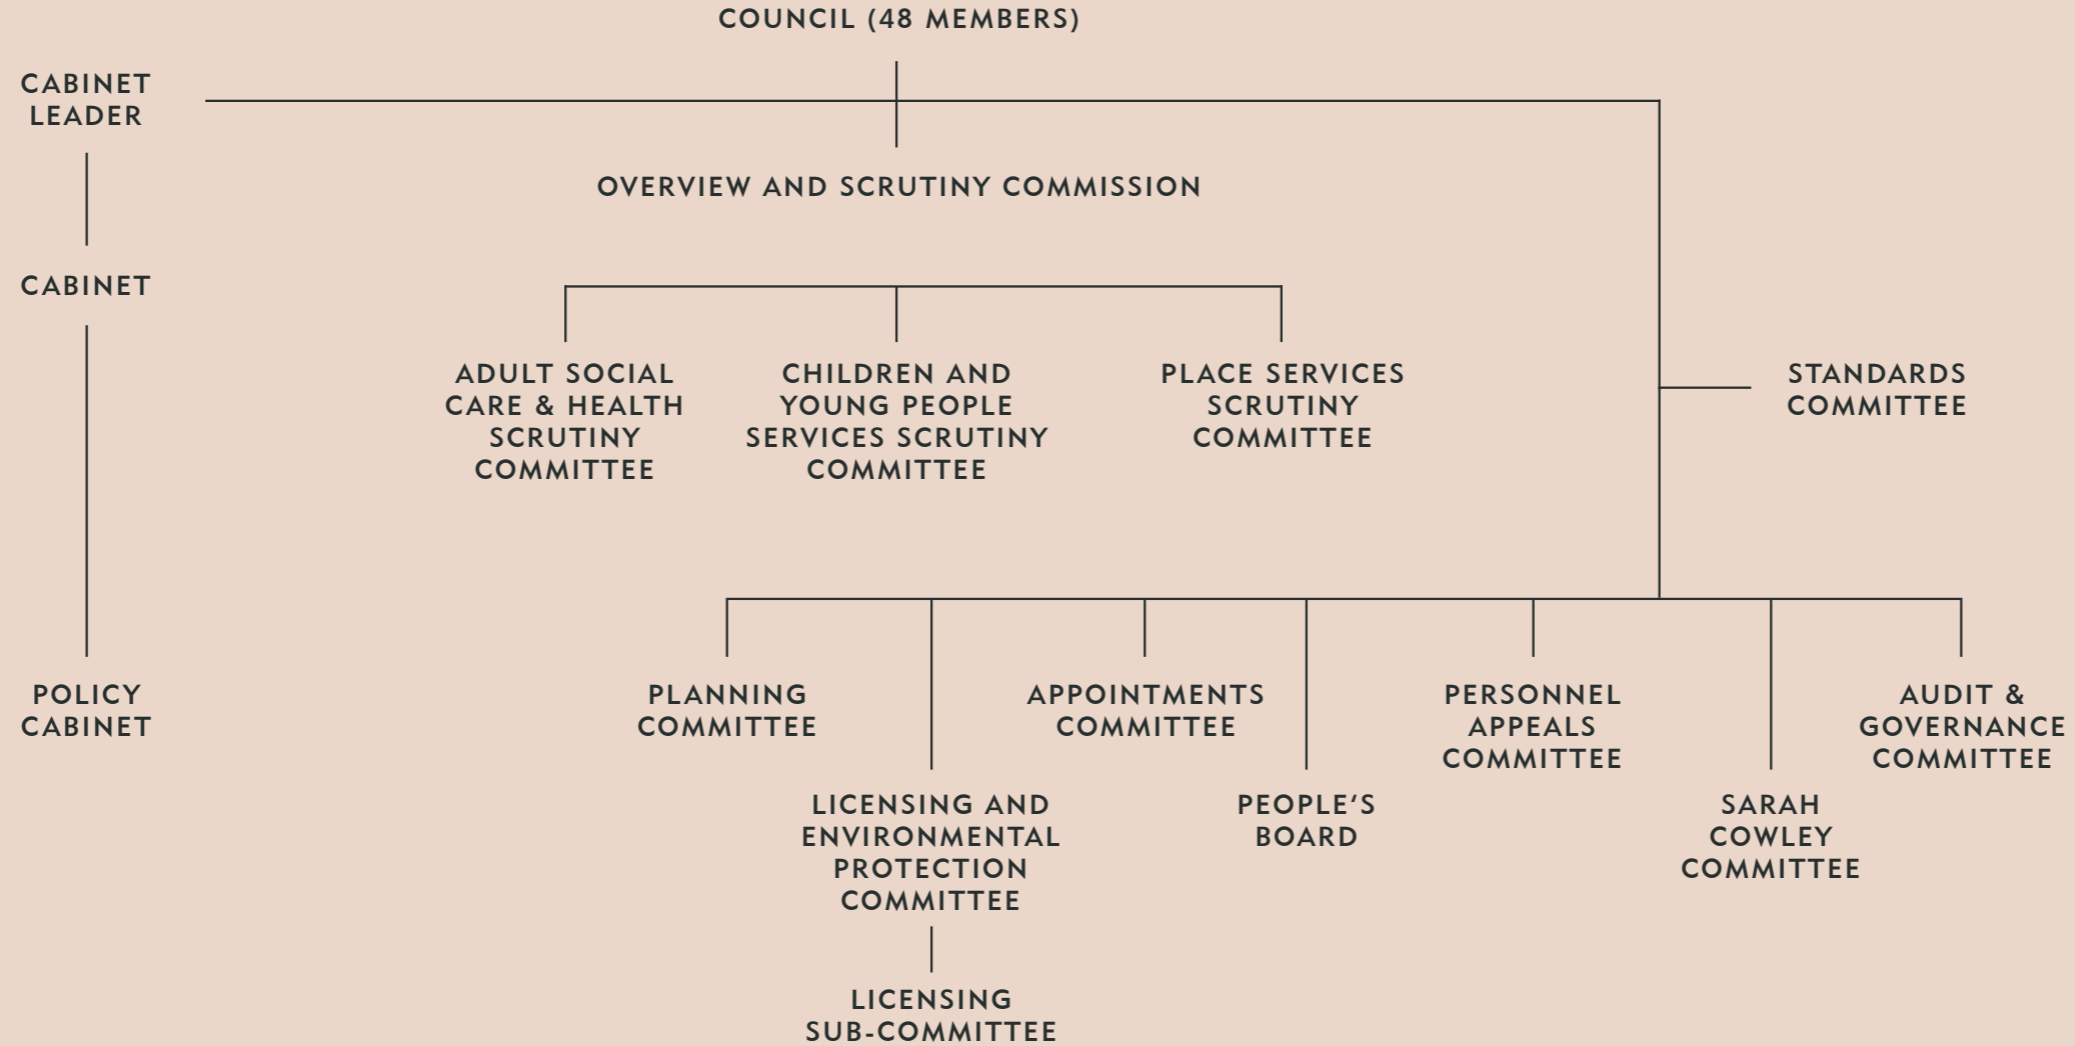 COUNCIL (48 MEMBERS)
CABINET
LEADER
OVERVIEW AND SCRUTINY COMMISSION
CABINET
ADULT SOCIAL
CARE & HEALTH
SCRUTINY
COMMITTEE
CHILDREN AND
YOUNG PEOPLE
SERVICES SCRUTINY
COMMITTEE
PLACE SERVICES
SCRUTINY
COMMITTEE
STANDARDS
COMMITTEE
POLICY
CABINET
PLANNING
COMMITTEE
LICENSING AND
ENVIRONMENTAL
PROTECTION
COMMITTEE
APPOINTMENTS
COMMITTEE
PEOPLE‘S
BOARD
PERSONNEL
APPEALS
COMMITTEE
SARAH
COWLEY
COMMITTEE
AUDIT &
GOVERNANCE
COMMITTEE
LICENSING
SUB-COMMITTEE